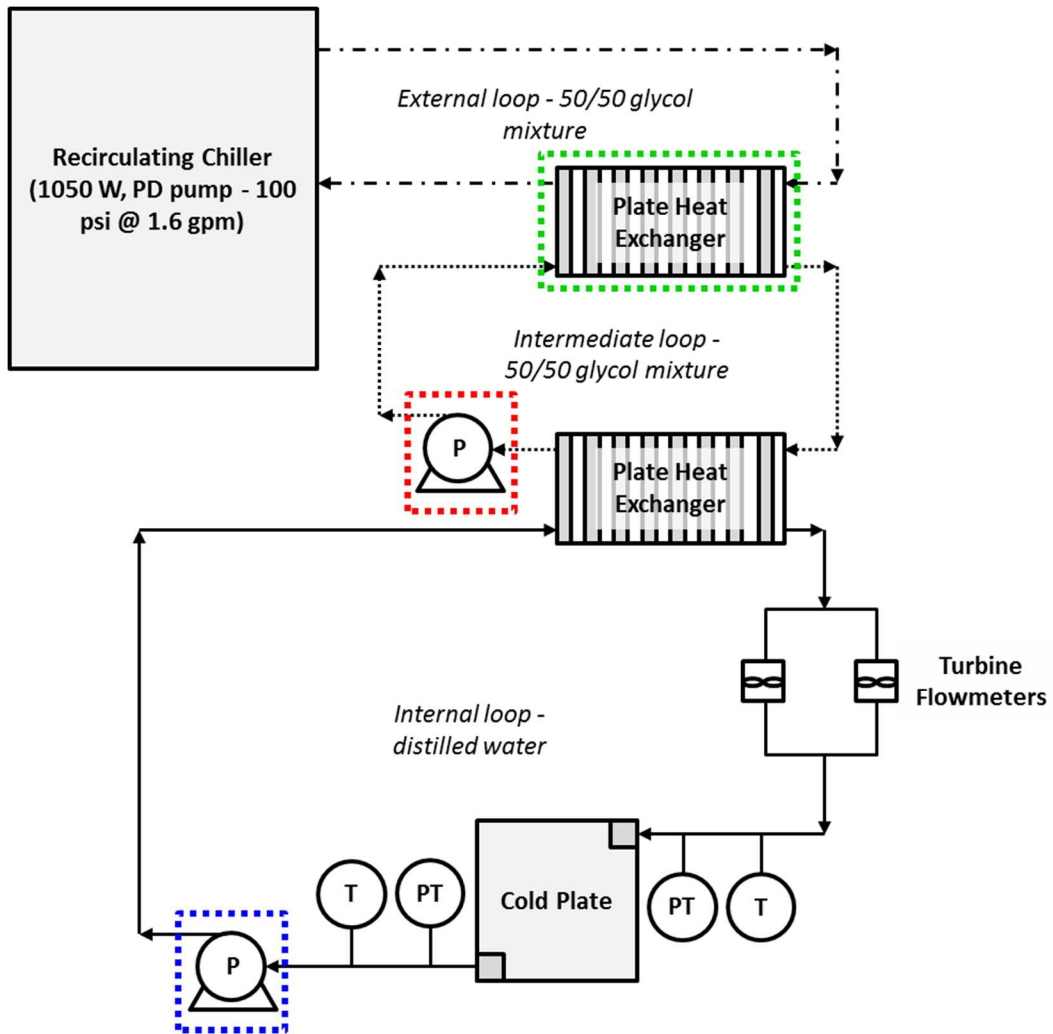 External loop - 50/50 glycol
mixture
Recirculating Chiller
(1050 W, PD pump - 100
psi @ 1.6 gpm)
Plate Heat
Exchanger
Intermediate loop -
50/50 glycol mixture
P
Plate Heat
Exchanger
Turbine
Flowmeters
Internal loop -
distilled water
T
PT
Cold Plate
PT
T
P